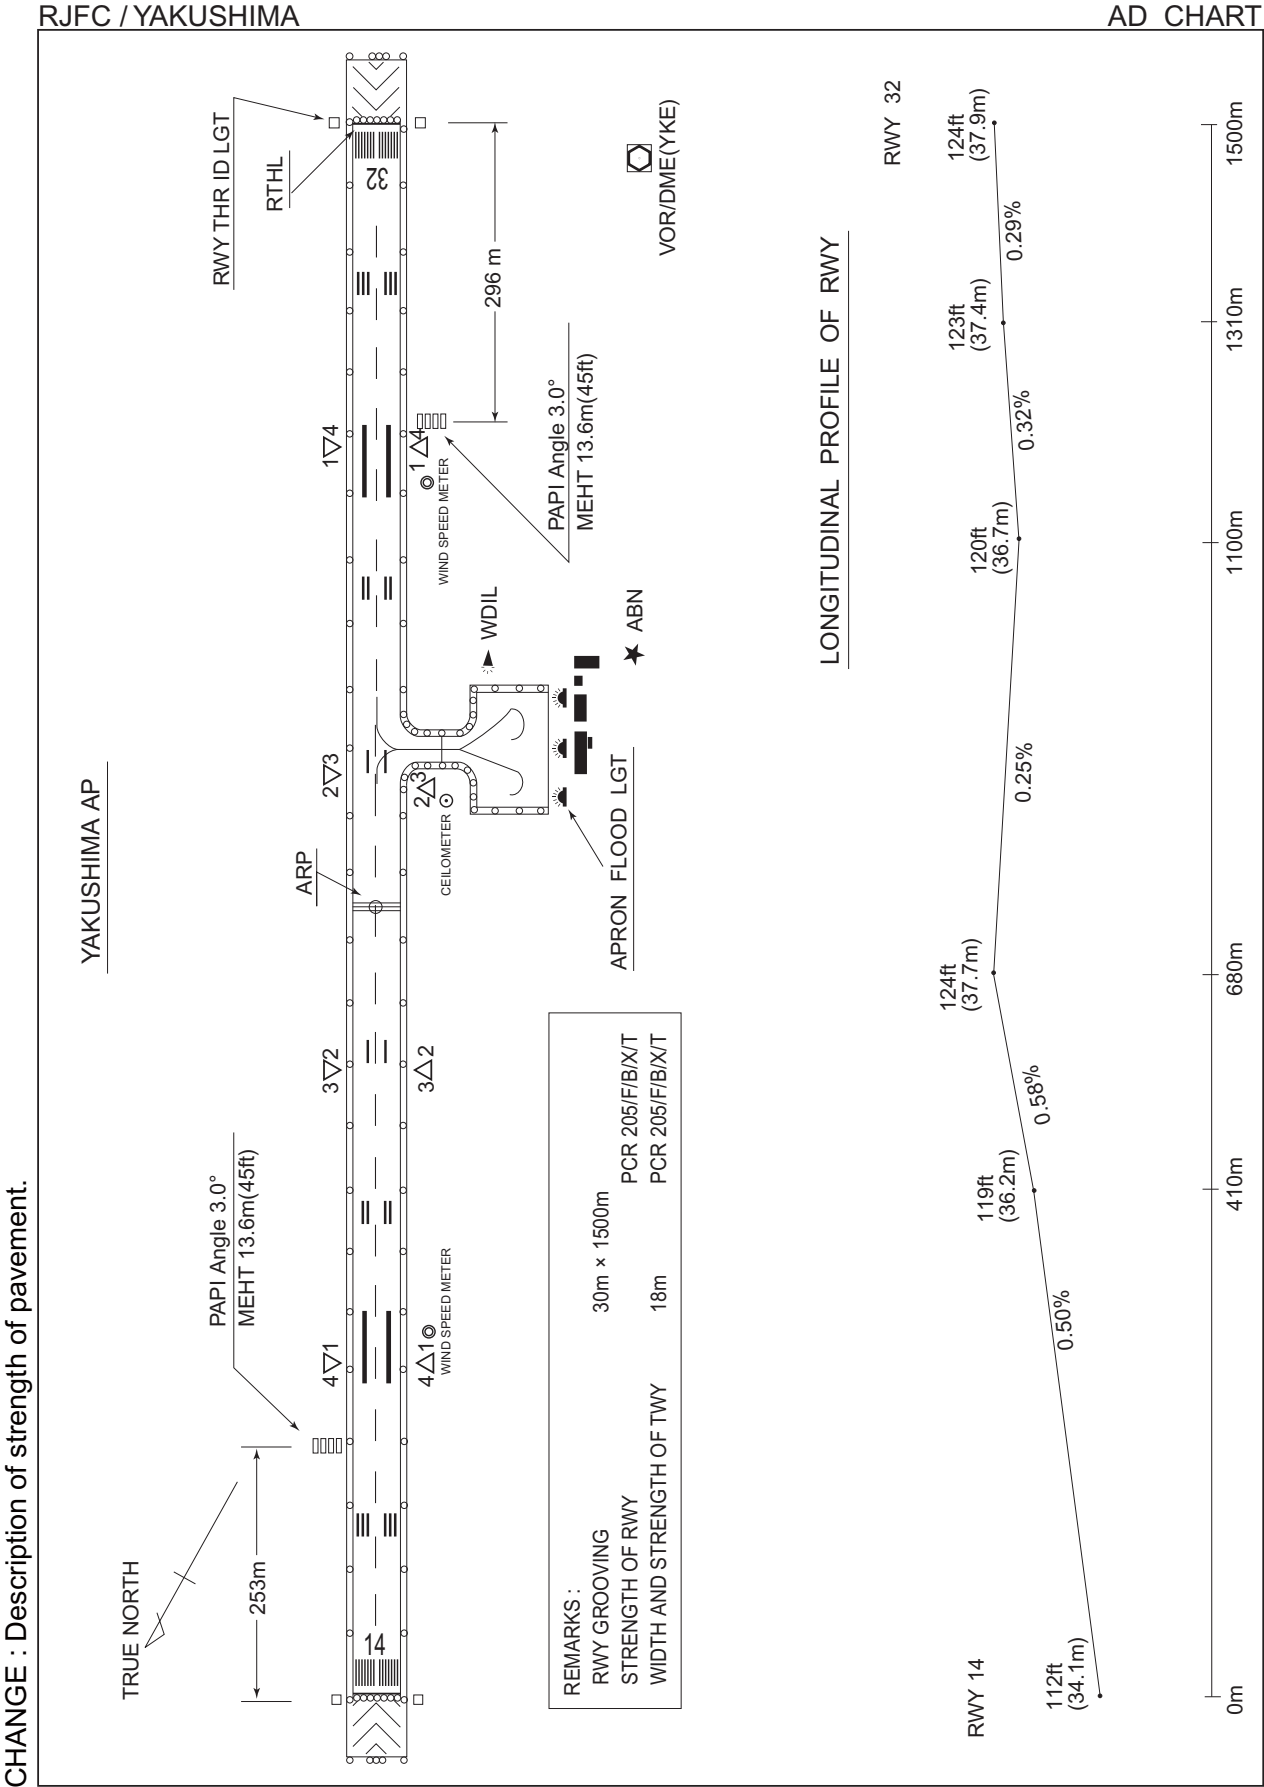 RJFC / YAKUSHIMA
AD CHART
CHANGE : Description of strength of pavement.
YAKUSHIMA AP
TRUE NORTH
253m
PAPI Angle 3.0°
MEHT 13.6m(45ft)
ARP
RWY THR ID LGT
RTHL
4▽1
3▽2
2▽3
1▽4
14
32
4△1
WIND SPEED METER
3△2
2△3
CEILOMETER
1△4
WIND SPEED METER
296 m
PAPI Angle 3.0°
MEHT 13.6m(45ft)
WDIL
ABN
VOR/DME(YKE)
APRON FLOOD LGT
REMARKS :
RWY GROOVING 30m × 1500m
STRENGTH OF RWY PCR 205/F/B/X/T
WIDTH AND STRENGTH OF TWY 18m PCR 205/F/B/X/T
LONGITUDINAL PROFILE OF RWY
RWY 14
RWY 32
112ft
(34.1m)
0.50%
119ft
(36.2m)
0.58%
124ft
(37.7m)
0.25%
120ft
(36.7m)
0.32%
123ft
(37.4m)
0.29%
124ft
(37.9m)
0m
410m
680m
1100m
1310m
1500m